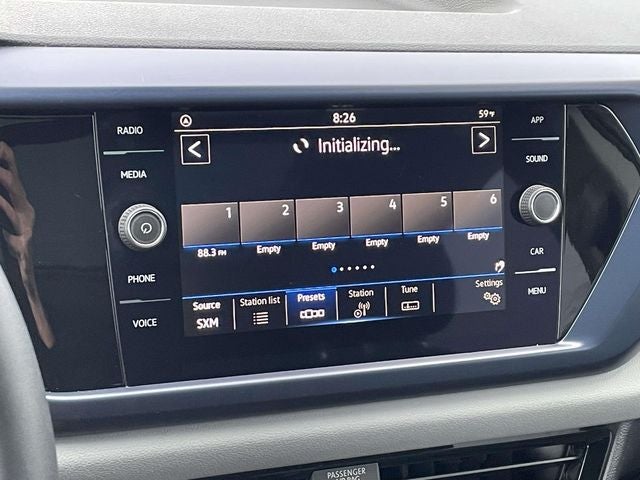 RADIO
MEDIA
PHONE
VOICE
8:26
59°F
Initializing...
1 2 3 4 5 6
88.3 FM Empty Empty Empty Empty Empty
Source
SXM
Station list
Presets
Station
Tune
Settings
APP
SOUND
CAR
MENU
PASSENGER